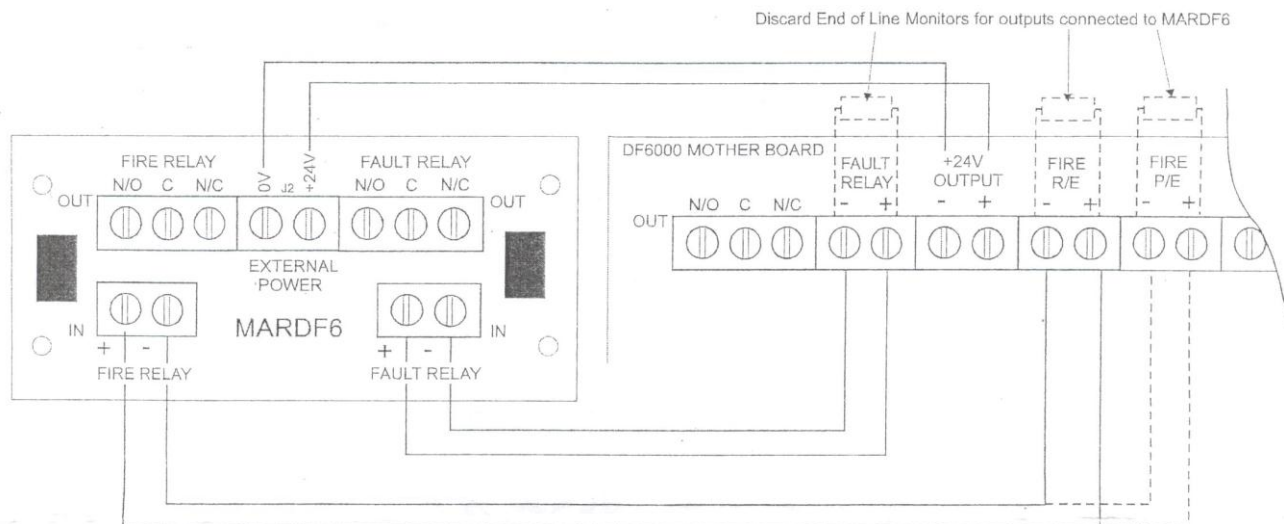 Discard End of Line Monitors for outputs connected to MARDF6
FIRE RELAY
N/O C N/C
OUT
0V J2 +24V
FAULT RELAY
N/O C N/C
OUT
EXTERNAL
POWER
IN
+ -
FIRE RELAY
MARDF6
IN
+ -
FAULT RELAY
DF6000 MOTHER BOARD
OUT
N/O C N/C
FAULT
RELAY
- +
+24V
OUTPUT
- +
FIRE
R/E
- +
FIRE
P/E
- +